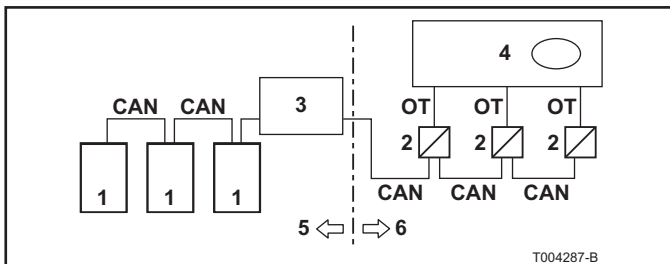 4
3
OT OT OT
CAN CAN
2 2 2
1 1 1
CAN CAN CAN
5 6
T004287-B